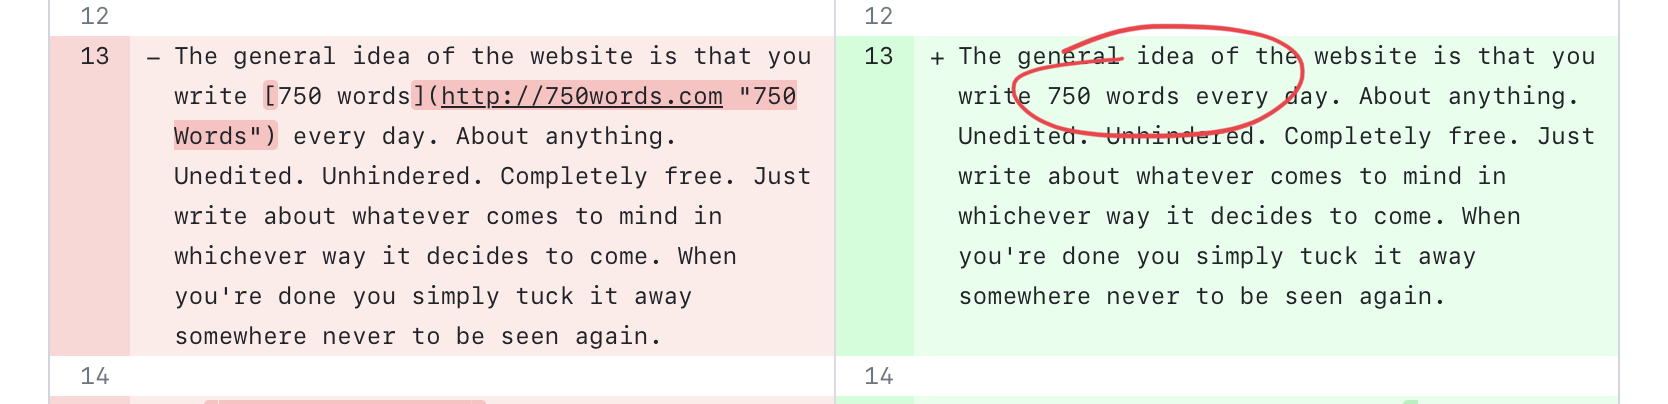 12
13 - The general idea of the website is that you
write [750 words](http://750words.com "750
Words") every day. About anything.
Unedited. Unhindered. Completely free. Just
write about whatever comes to mind in
whichever way it decides to come. When
you're done you simply tuck it away
somewhere never to be seen again.
14
12
13 + The general idea of the website is that you
write 750 words every day. About anything.
Unedited. Unhindered. Completely free. Just
write about whatever comes to mind in
whichever way it decides to come. When
you're done you simply tuck it away
somewhere never to be seen again.
14